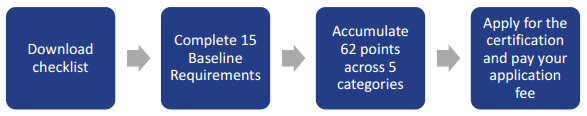 Download
checklist
Complete 15
Baseline
Requirements
Accumulate
62 points
across 5
categories
Apply for the
certification
and pay your
application
fee